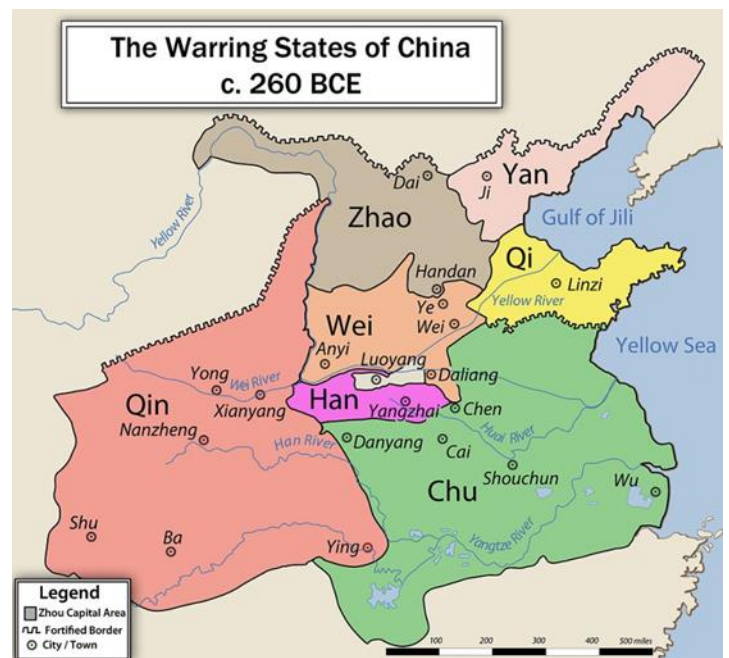 The Warring States of China
c. 260 BCE
Dai
Ji
Yan
Zhao
Gulf of Jili
Yellow River
Qi
Linzi
Handan
Ye
Yellow River
Wei
Wei
Yellow Sea
Anyi
Luoyang
Daliang
Yong
Wei River
Han
Yangzhai
Chen
Qin
Xianyang
Nanzheng
Han River
Danyang
Cai
Huai River
Shouchun
Chu
Wu
Shu
Ba
Ying
Yangtze River
Legend
Zhou Capital Area
Fortified Border
City / Town
100 200 300 400 500 miles